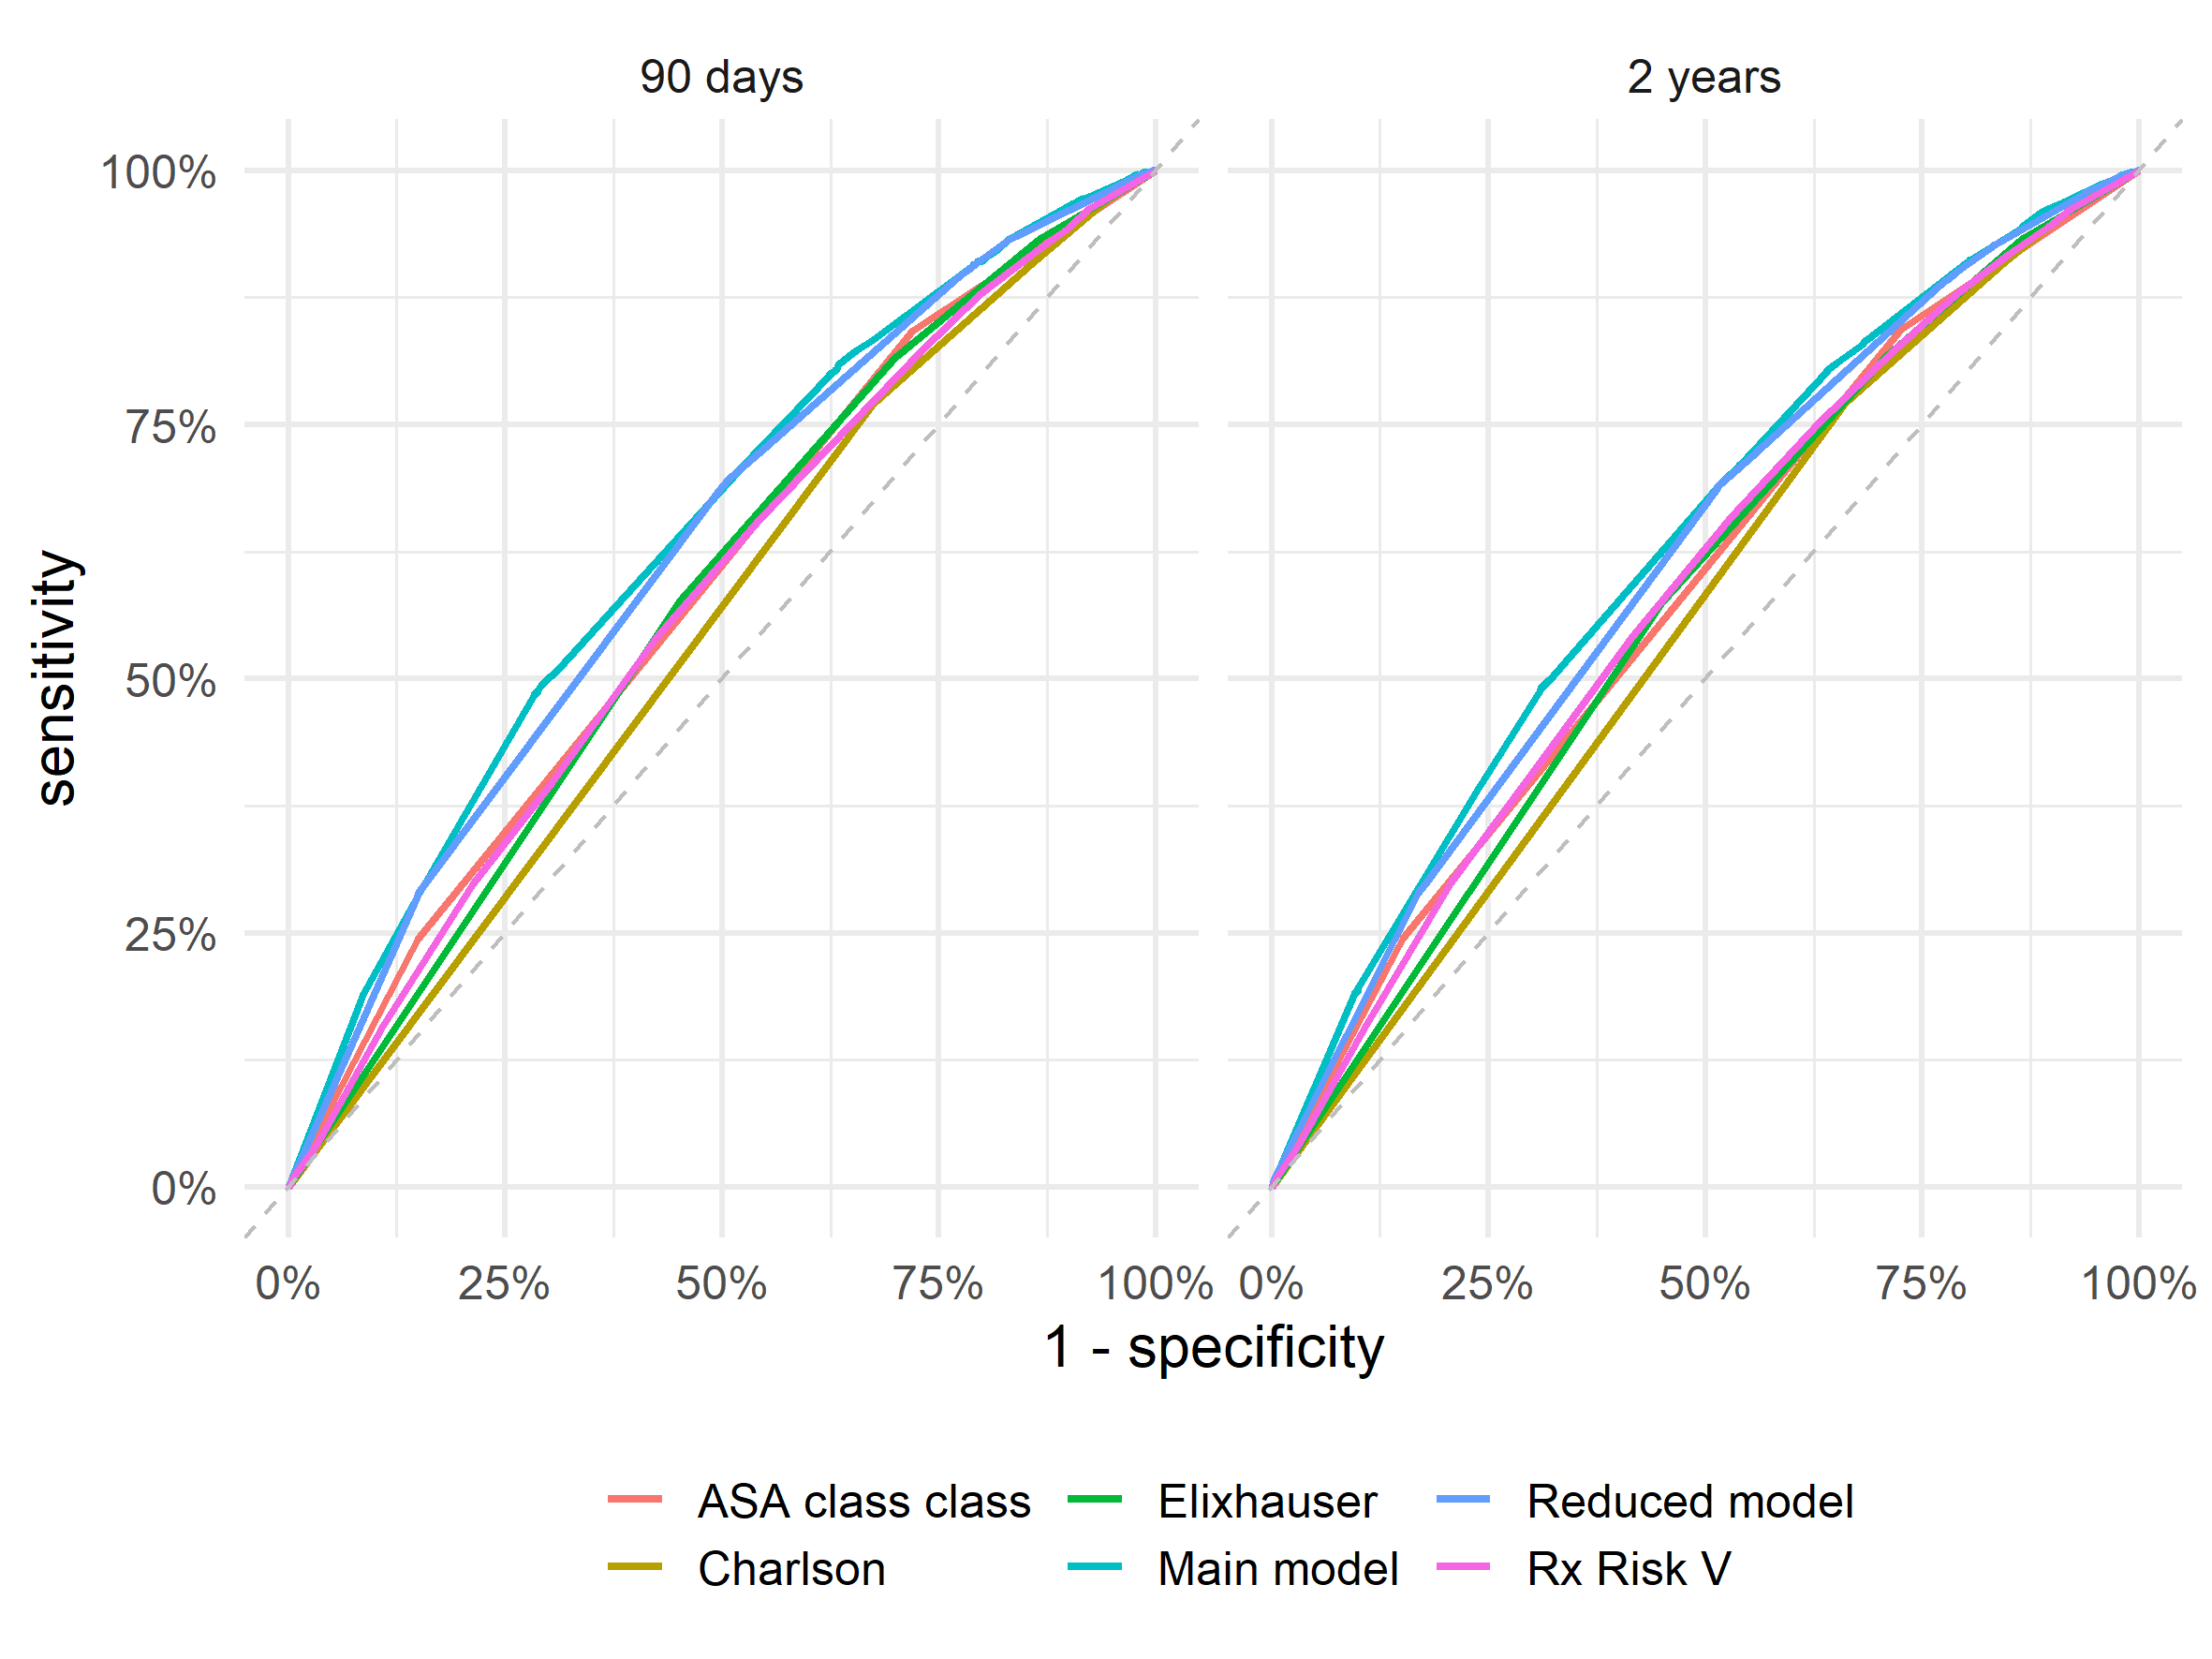 90 days
2 years
100%
75%
50%
25%
0%
sensitivity
0% 25% 50% 75% 100% 0% 25% 50% 75% 100%
1 - specificity
ASA class class Elixhauser Reduced model
Charlson Main model Rx Risk V